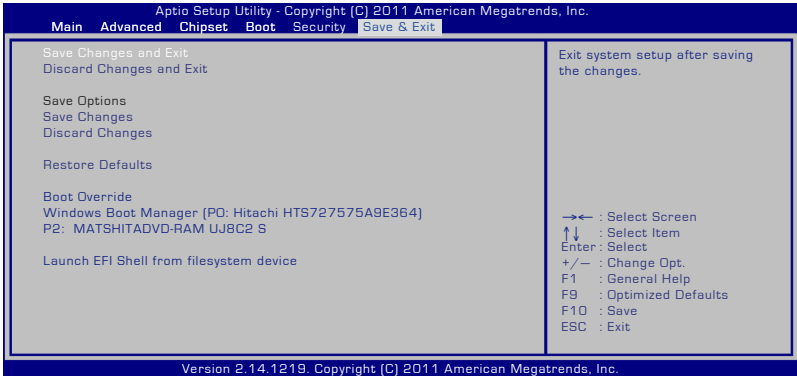 Aptio Setup Utility - Copyright (C) 2011 American Megatrends, Inc.
Main Advanced Chipset Boot Security Save & Exit
Save Changes and Exit
Discard Changes and Exit
Save Options
Save Changes
Discard Changes
Restore Defaults
Boot Override
Windows Boot Manager (P0: Hitachi HTS727575A9E364)
P2: MATSHITADVD-RAM UJ8C2 S
Launch EFI Shell from filesystem device
Exit system setup after saving
the changes.
→← : Select Screen
↑↓ : Select Item
Enter : Select
+/— : Change Opt.
F1 : General Help
F9 : Optimized Defaults
F10 : Save
ESC : Exit
Version 2.14.1219. Copyright (C) 2011 American Megatrends, Inc.